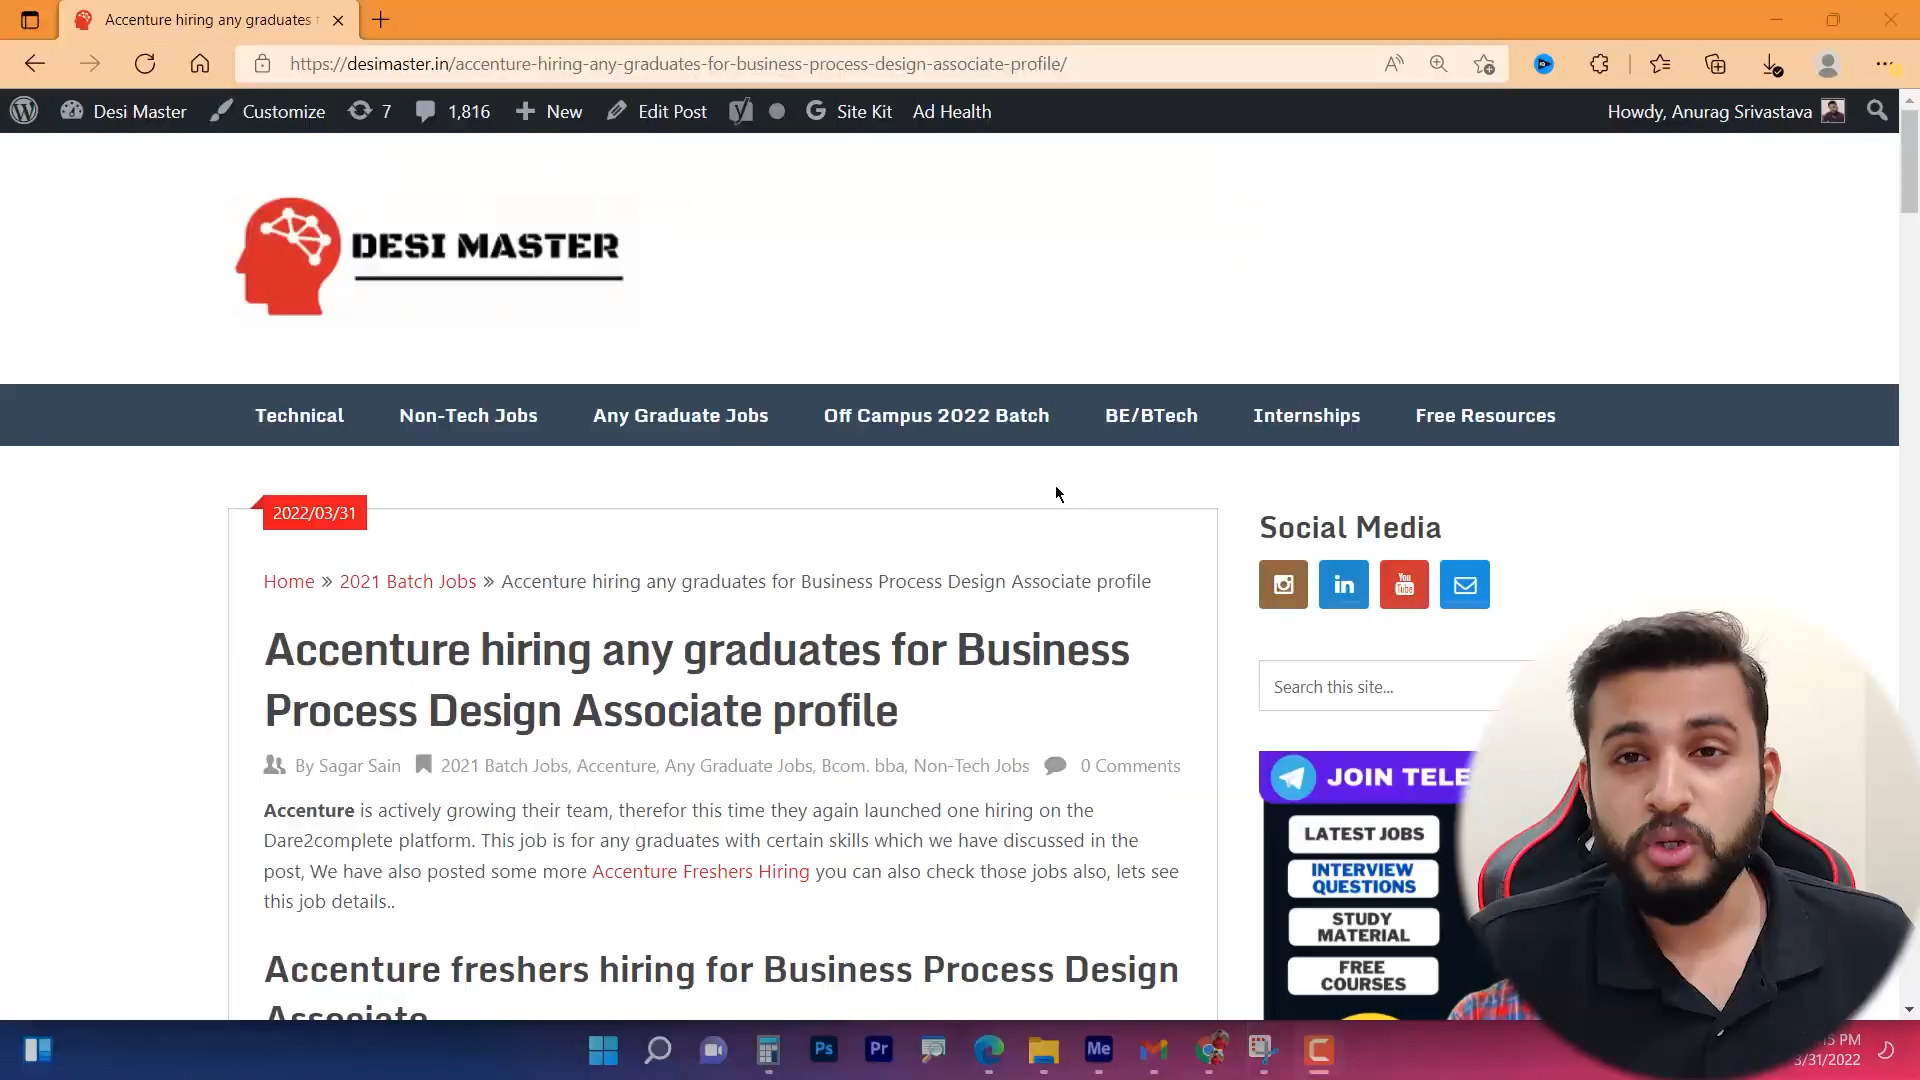 Accenture hiring any graduates
https://desimaster.in/accenture-hiring-any-graduates-for-business-process-design-associate-profile/
Desi Master Customize 7 1,816 New Edit Post Site Kit Ad Health Howdy, Anurag Srivastava
DESI MASTER
Technical Non-Tech Jobs Any Graduate Jobs Off Campus 2022 Batch BE/BTech Internships Free Resources
2022/03/31
Home » 2021 Batch Jobs » Accenture hiring any graduates for Business Process Design Associate profile
Accenture hiring any graduates for Business
Process Design Associate profile
By Sagar Sain 2021 Batch Jobs, Accenture, Any Graduate Jobs, Bcom. bba, Non-Tech Jobs 0 Comments
Accenture is actively growing their team, therefor this time they again launched one hiring on the
Dare2complete platform. This job is for any graduates with certain skills which we have discussed in the
post, We have also posted some more Accenture Freshers Hiring you can also check those jobs also, lets see
this job details..
Accenture freshers hiring for Business Process Design
Associate
Social Media
in
You
Tube
Search this site...
JOIN TELE
LATEST JOBS
INTERVIEW
QUESTIONS
STUDY
MATERIAL
FREE
COURSES
Ps Pr Me
15 PM
3/31/2022